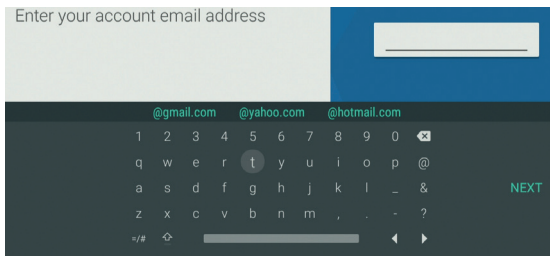 Enter your account email address
@gmail.com @yahoo.com @hotmail.com
1 2 3 4 5 6 7 8 9 0
q w e r t y u i o p @
a s d f g h j k l _ & NEXT
z x c v b n m , . - ?
=/#